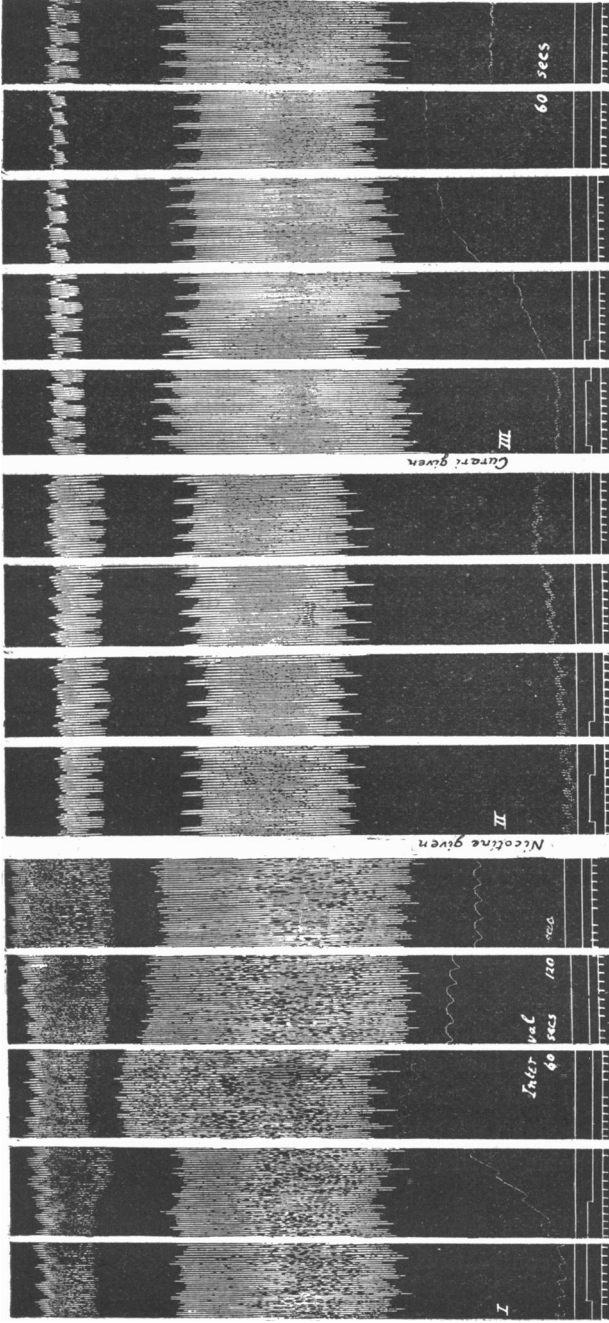 60 secs
III
Curari given
II
Nicotine given
Interval
60 secs
120 secs
I